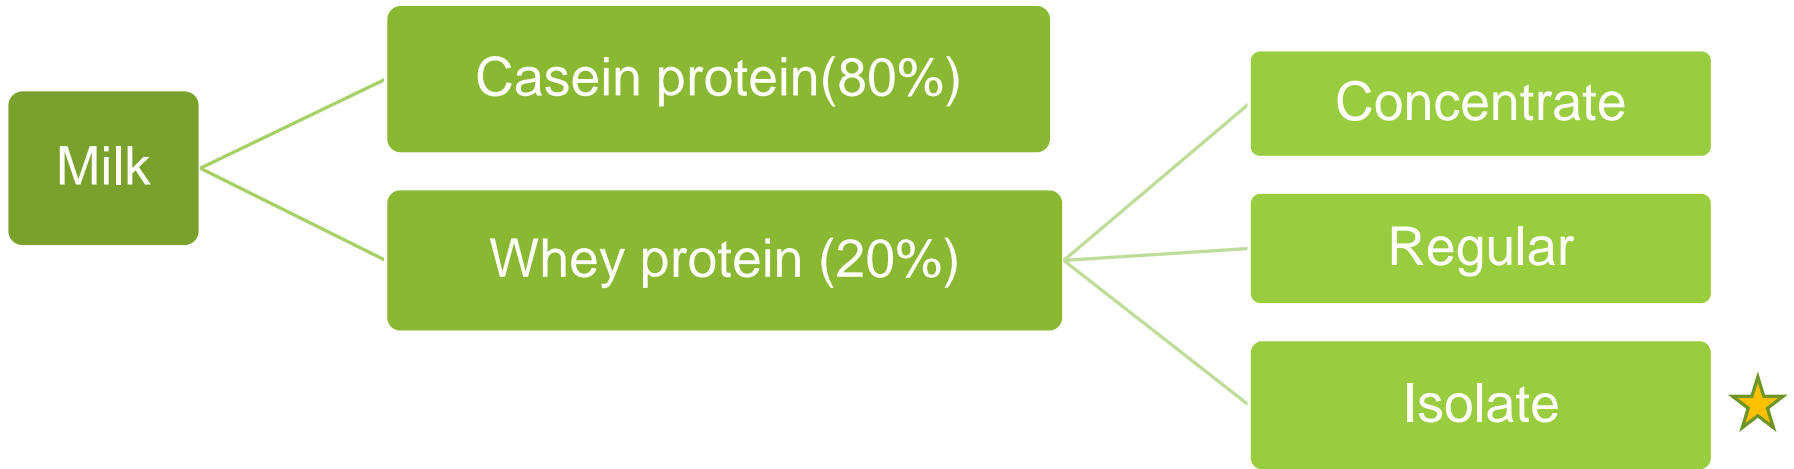 Milk
Casein protein(80%)
Whey protein (20%)
Concentrate
Regular
Isolate